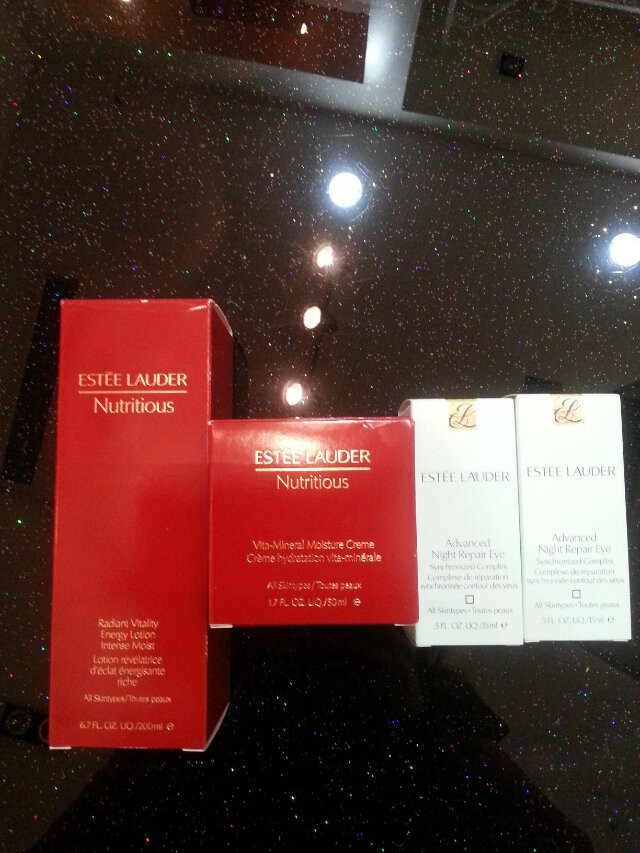 ESTĒE LAUDER
Nutritious
Radiant Vitality
Energy Lotion
Intense Moist
Lotion révélatrice
d'éclat énergisante
riche
All Skintypes/Toutes peaux
6.7 FL. OZ. LIQ./200ml ℮
ESTĒE LAUDER
Nutritious
Vita-Mineral Moisture Creme
Crème hydratation vita-minérale
All Skintypes/Toutes peaux
1.7 FL. OZ. LIQ./50ml ℮
EL
ESTĒE LAUDER
Advanced
Night Repair Eye
Synchronized Complex
Complexe de réparation
synchronisée contour des yeux
All Skintypes • Toutes peaux
.5 FL. OZ. LIQ./15ml ℮
EL
ESTĒE LAUDER
Advanced
Night Repair Eye
Synchronized Complex
Complexe de réparation
synchronisée contour des yeux
All Skintypes • Toutes peaux
.5 FL. OZ. LIQ./15ml ℮